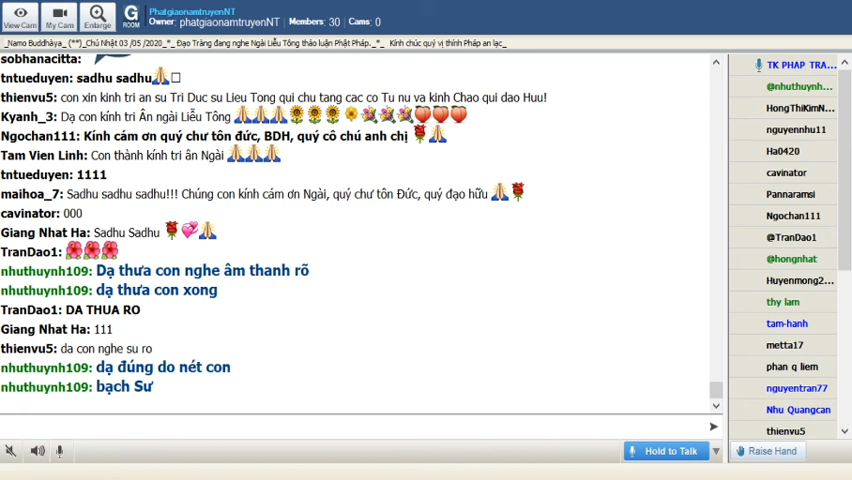 PhatgiaonamtruyenNT
Owner: phatgiaonamtruyenNT Members: 30 Cams: 0
View Cam My Cam Enlarge G ROOM
_Namo Buddhàya_ (**)_Chủ Nhật 03 /05 /2020_*_ Đạo Tràng đang nghe Ngài Liễu Tông thảo luận Phật Pháp._*_ Kính chúc quý vị thính Pháp an lạc_
sobhanacitta:
tntueduyen: sadhu sadhu
thienvu5: con xin kinh tri an su Tri Duc su Lieu Tong qui chu tang cac co Tu nu va kinh Chao qui dao Huu!
Kyanh_3: Dạ con kính tri Ân ngài Liễu Tông
Ngochan111: Kính cám ơn quý chư tôn đức, BDH, quý cô chú anh chị
Tam Vien Linh: Con thành kính tri ân Ngài
tntueduyen: 1111
maihoa_7: Sadhu sadhu sadhu!!! Chúng con kính cám ơn Ngài, quý chư tôn Đức, quý đạo hữu
cavinator: 000
Giang Nhat Ha: Sadhu Sadhu
TranDao1:
nhuthuynh109: Dạ thưa con nghe âm thanh rõ
nhuthuynh109: dạ thưa con xong
TranDao1: DA THUA RO
Giang Nhat Ha: 111
thienvu5: da con nghe su ro
nhuthuynh109: dạ đúng do nét con
nhuthuynh109: bạch Sư
Hold to Talk
TK PHAP TRA...
@nhuthuynh...
HongThiKimN...
nguyennhu11
Ha0420
cavinator
Pannaramsi
Ngochan111
@TranDao1
@hongnhat
Huyenmong2...
thy lam
tam-hanh
metta17
phan q liem
nguyentran77
Nhu Quangcan
thienvu5
Raise Hand